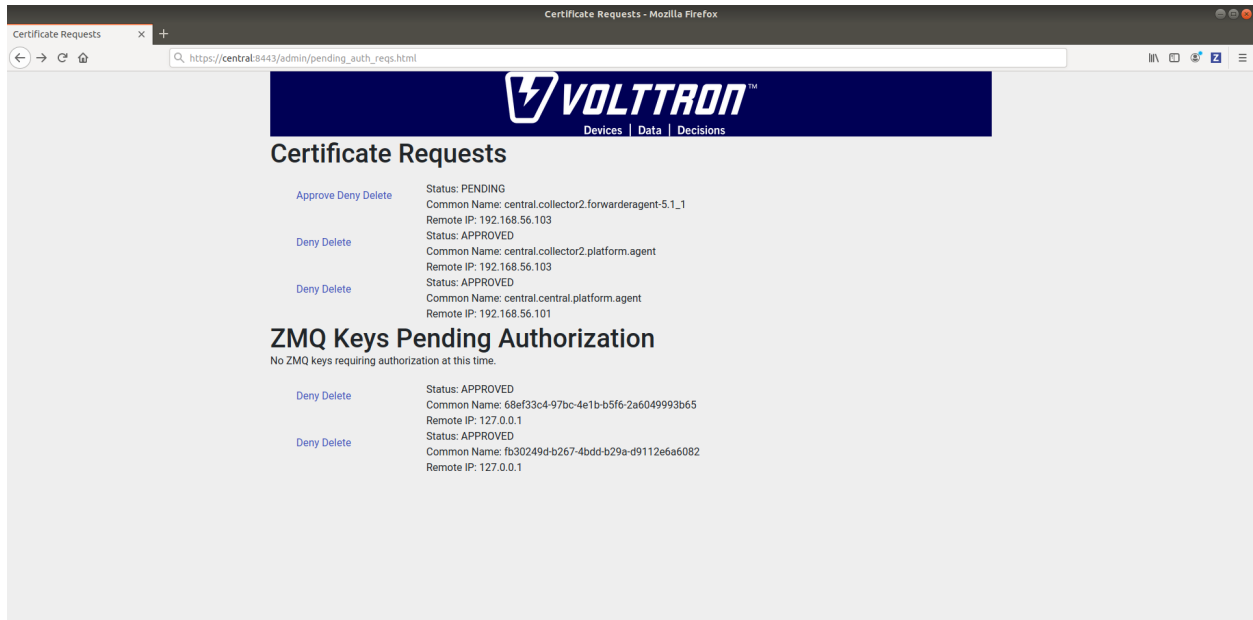 Certificate Requests - Mozilla Firefox
Certificate Requests
https://central:8443/admin/pending_auth_reqs.html
VOLTTRON™
Devices | Data | Decisions
Certificate Requests
Approve Deny Delete
Status: PENDING
Common Name: central.collector2.forwarderagent-5.1_1
Remote IP: 192.168.56.103
Deny Delete
Status: APPROVED
Common Name: central.collector2.platform.agent
Remote IP: 192.168.56.103
Deny Delete
Status: APPROVED
Common Name: central.central.platform.agent
Remote IP: 192.168.56.101
ZMQ Keys Pending Authorization
No ZMQ keys requiring authorization at this time.
Deny Delete
Status: APPROVED
Common Name: 68ef33c4-97bc-4e1b-b5f6-2a6049993b65
Remote IP: 127.0.0.1
Deny Delete
Status: APPROVED
Common Name: fb30249d-b267-4bdd-b29a-d9112e6a6082
Remote IP: 127.0.0.1